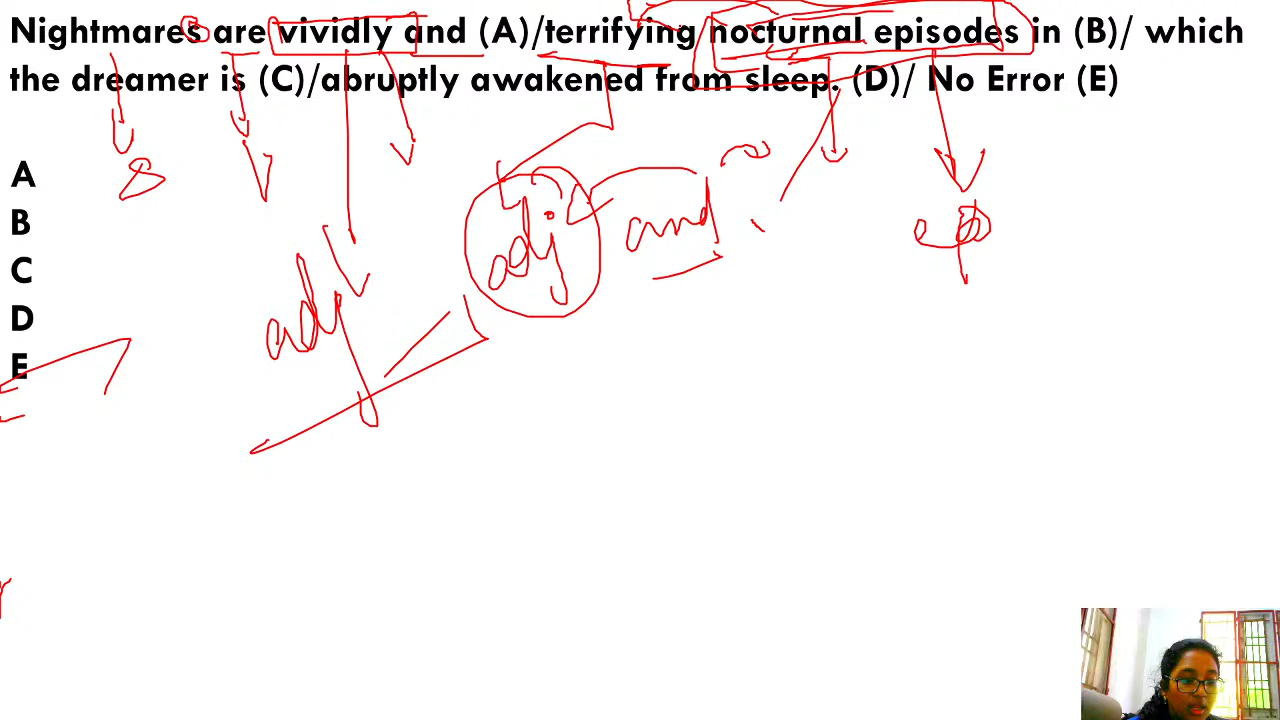 Nightmares are vividly and (A)/terrifying nocturnal episodes in (B)/ which
the dreamer is (C)/abruptly awakened from sleep. (D)/ No Error (E)
A
B
C
D
E
S
V
adj
adj
and